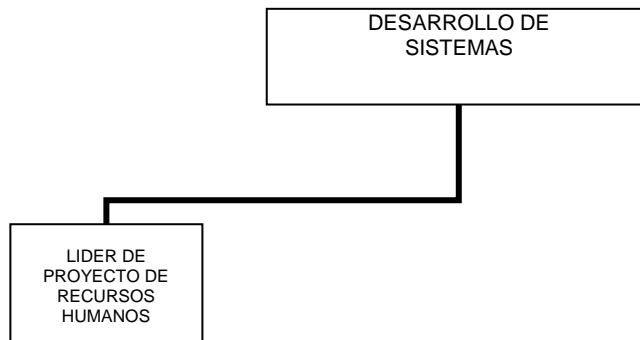 DESARROLLO DE
SISTEMAS
LIDER DE
PROYECTO DE
RECURSOS
HUMANOS